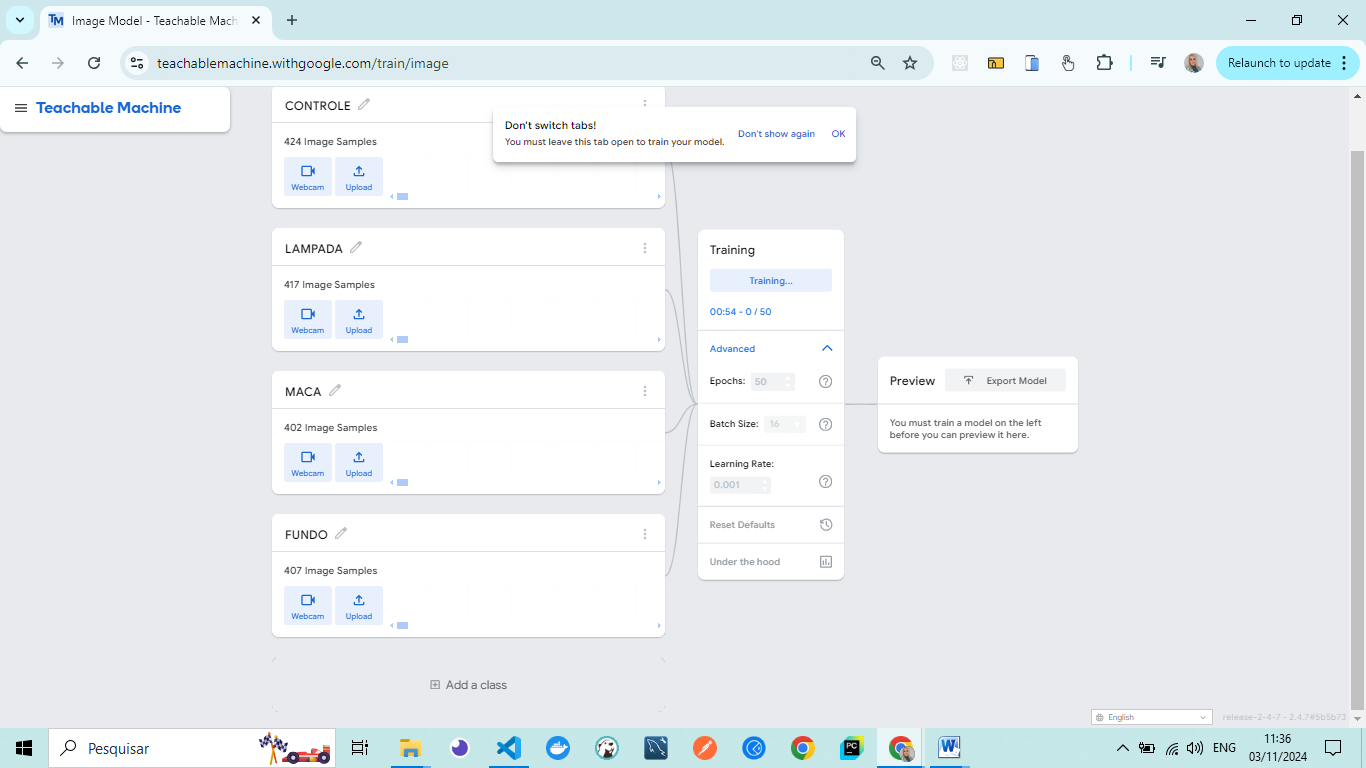 Image Model - Teachable Mach
teachablemachine.withgoogle.com/train/image
Relaunch to update
Teachable Machine
CONTROLE
424 Image Samples
Webcam
Upload
Don't switch tabs!
You must leave this tab open to train your model.
Don't show again
OK
LAMPADA
417 Image Samples
Webcam
Upload
MACA
402 Image Samples
Webcam
Upload
FUNDO
407 Image Samples
Webcam
Upload
Add a class
Training
Training...
00:54 - 0 / 50
Advanced
Epochs: 50
Batch Size: 16
Learning Rate:
0.001
Reset Defaults
Under the hood
Preview
Export Model
You must train a model on the left
before you can preview it here.
English
release-2-4-7 - 2.4.7#5b5b73
Pesquisar
ENG
11:36
03/11/2024